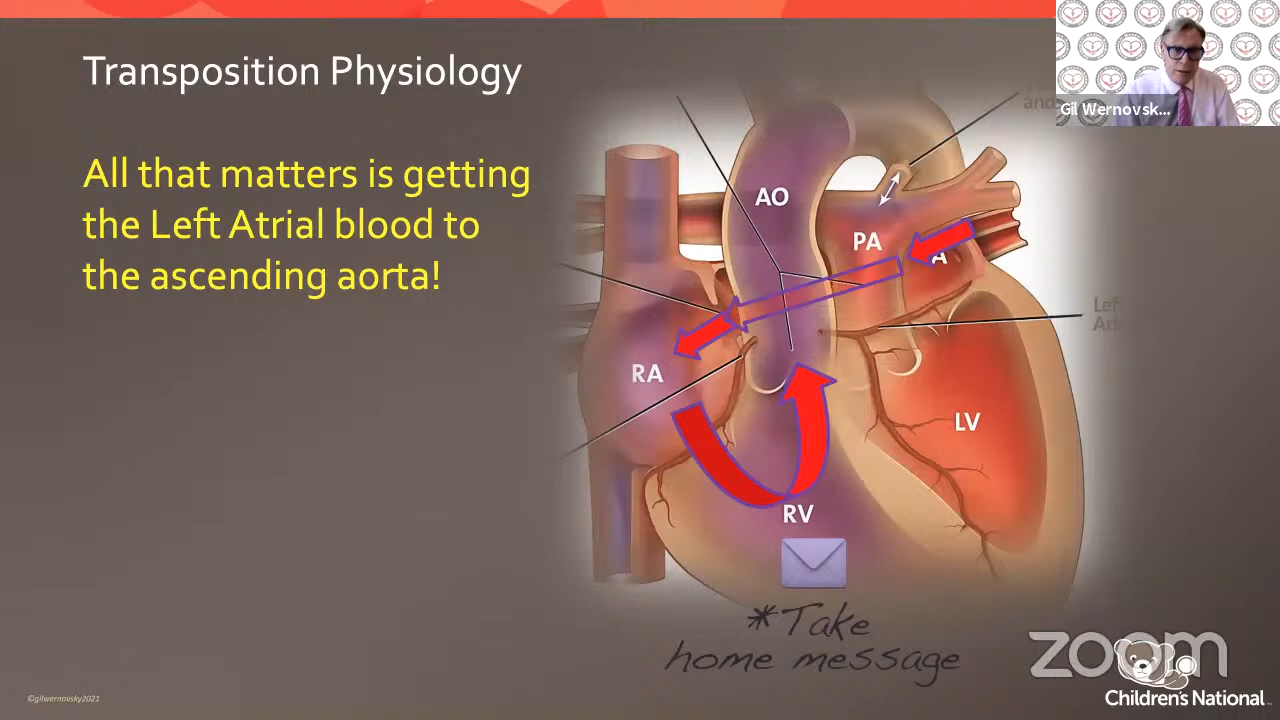 Transposition Physiology
Gil Wernovsk...
All that matters is getting
the Left Atrial blood to
the ascending aorta!
AO
PA
RA
LV
RV
*Take
home message
zoom
Children's National
©gilwernovsky2021